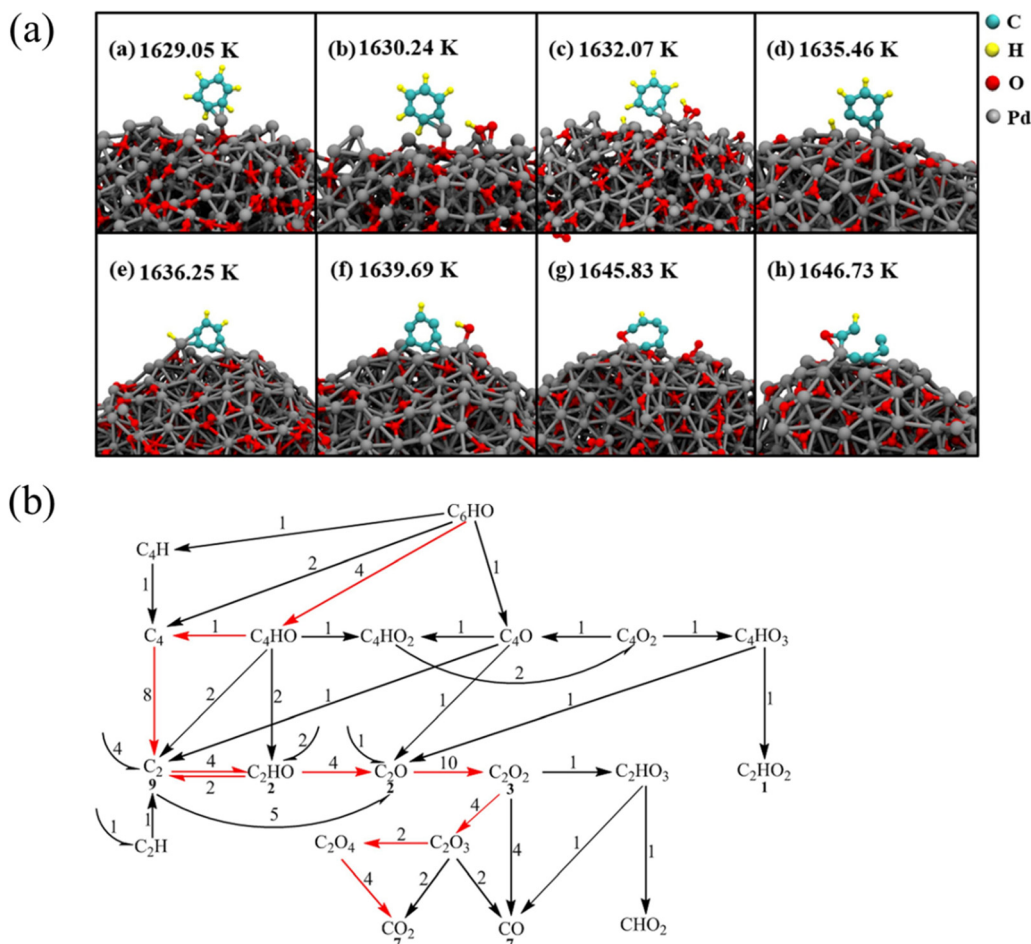 (a)
(a) 1629.05 K
(b) 1630.24 K
(c) 1632.07 K
(d) 1635.46 K
C
H
O
Pd
(e) 1636.25 K
(f) 1639.69 K
(g) 1645.83 K
(h) 1646.73 K
(b)
C₆HO
1
C₄H
2
4
1
1
C₄ 1 C₄HO 1 C₄HO₂ 1 C₄O 1 C₄O₂ 1 C₄HO₃
2
8 2 2 1 1 1 1
4 2 1
C₂ 4 C₂HO 4 C₂O 10 C₂O₂ 1 C₂HO₃ C₂HO₂
9 2 2 2 3 1
5
1 1 C₂H
C₂O₄ 2 C₂O₃ 4 4
4 2 2 1 1
CO₂ CO CHO₂
7 7